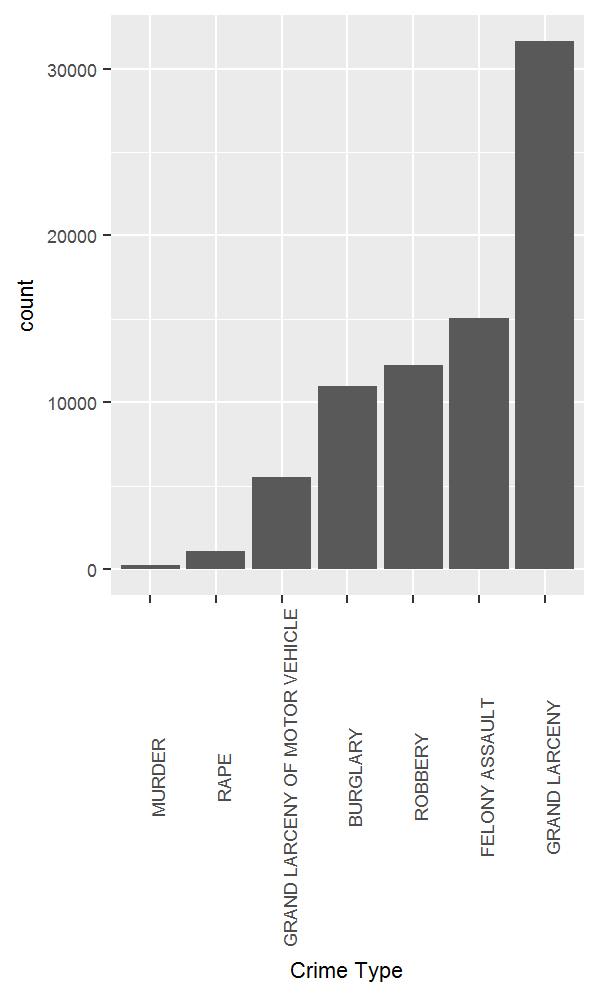 30000
20000
10000
0
count
MURDER
RAPE
GRAND LARCENY OF MOTOR VEHICLE
BURGLARY
ROBBERY
FELONY ASSAULT
GRAND LARCENY
Crime Type